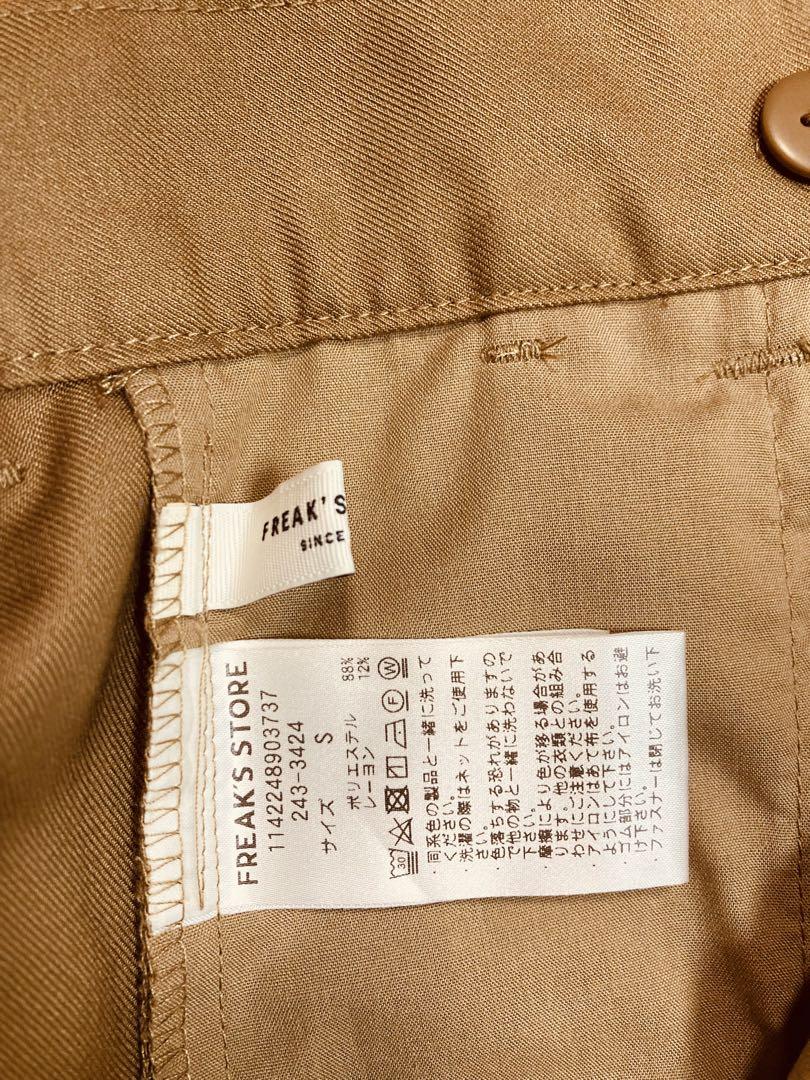 FREAK'S
SINCE
FREAK'S STORE
1142248903737
243-3424
サイズ S
ポリエステル 88%
レーヨン 12%
30
F W
・同系色の製品と一緒に洗って
ください。
・洗濯の際はネットをご使用下
さい。
・色落ちする恐れがありますの
で他の物と一緒に洗わないで
下さい。
・摩擦により色が移る場合があ
ります。他の衣類との組み合
わせにご注意ください。
・アイロンはあて布を使用する
ようにして下さい。
・ゴム部分にはアイロンはお避
け下さい。
・ファスナーは閉じてお洗い下